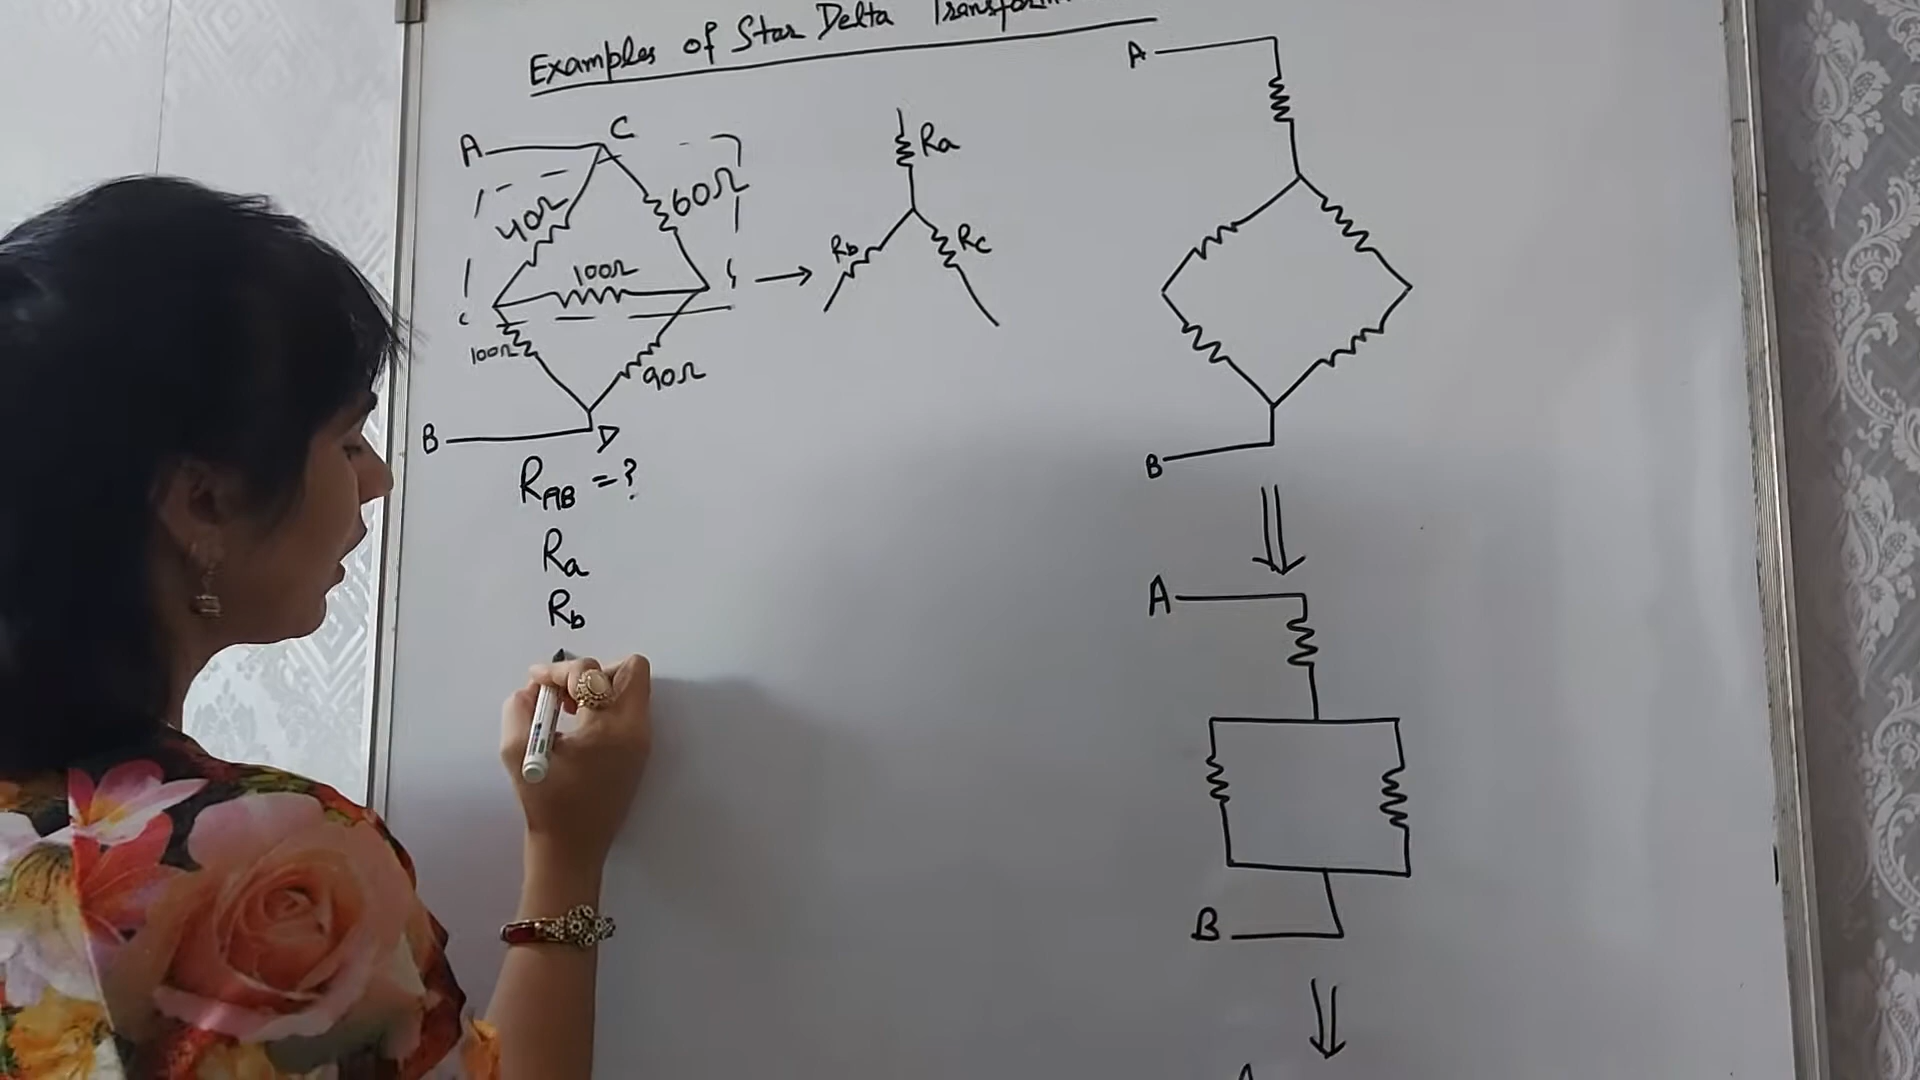 Examples of Star Delta
A
C
40Ω
60Ω
100Ω
100Ω
90Ω
B
D
Ra
Rb
Rc
RAB = ?
Ra
Rb
A
B
A
B
A